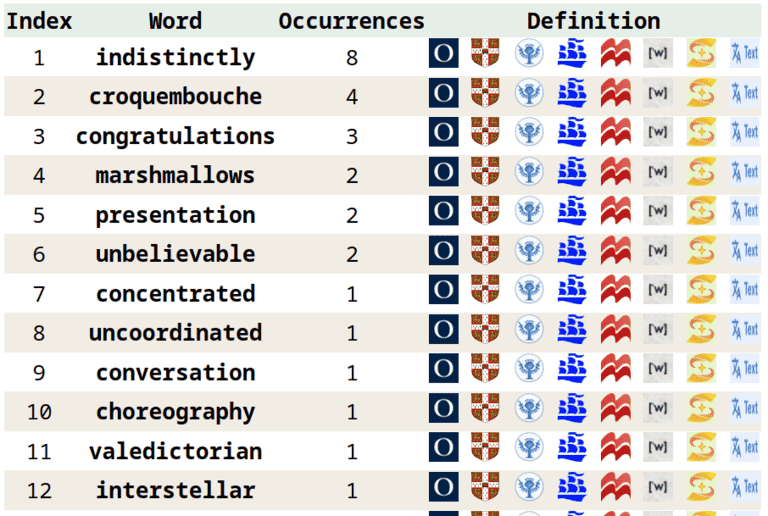 Index Word Occurrences Definition
1 indistinctly 8 O [w] Text
2 croquembouche 4 O [w] Text
3 congratulations 3 O [w] Text
4 marshmallows 2 O [w] Text
5 presentation 2 O [w] Text
6 unbelievable 2 O [w] Text
7 concentrated 1 O [w] Text
8 uncoordinated 1 O [w] Text
9 conversation 1 O [w] Text
10 choreography 1 O [w] Text
11 valedictorian 1 O [w] Text
12 interstellar 1 O [w] Text